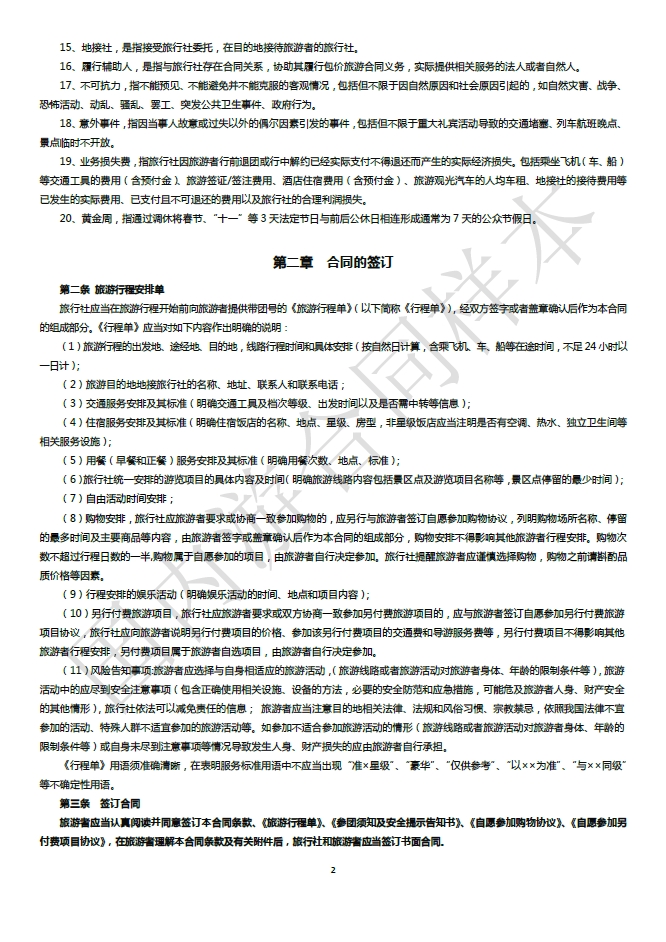 15、地接社，是指接受旅行社委托，在目的地接待旅游者的旅行社。
16、履行辅助人，是指与旅行社存在合同关系，协助其履行包价旅游合同义务，实际提供相关服务的法人或者自然人。
17、不可抗力，指不能预见、不能避免并不能克服的客观情况，包括但不限于因自然原因和社会原因引起的，如自然灾害、战争、
恐怖活动、动乱、骚乱、罢工、突发公共卫生事件、政府行为。
18、意外事件，指因当事人故意或过失以外的偶尔因素引发的事件，包括但不限于重大礼宾活动导致的交通堵塞、列车航班晚点、
景点临时不开放。
19、业务损失费，指旅行社因旅游者行前退团或行中解约已经实际支付不得退还而产生的实际经济损失。包括乘坐飞机（车、船）
等交通工具的费用（含预付金）、旅游签证/签注费用、酒店住宿费用（含预付金）、旅游观光汽车的人均车租、地接社的接待费用等
已发生的实际费用、已支付且不可退还的费用以及旅行社的合理利润损失。
20、黄金周，指通过调休将春节、“十一”等 3 天法定节日与前后公休日相连形成通常为 7 天的公众节假日。
第二章 合同的签订
第二条 旅游行程安排单
旅行社应当在旅游行程开始前向旅游者提供带团号的《旅游行程单》（以下简称《行程单》），经双方签字或者盖章确认后作为本合同
的组成部分。《行程单》应当对如下内容作出明确的说明：
（1）旅游行程的出发地、途经地、目的地，线路行程时间和具体安排（按自然日计算，含乘飞机、车、船等在途时间，不足 24 小时以
一日计）；
（2）旅游目的地地接旅行社的名称、地址、联系人和联系电话；
（3）交通服务安排及其标准（明确交通工具及档次等级、出发时间以及是否需中转等信息）；
（4）住宿服务安排及其标准（明确住宿饭店的名称、地点、星级、房型，非星级饭店应当注明是否有空调、热水、独立卫生间等
相关服务设施）；
（5）用餐（早餐和正餐）服务安排及其标准（明确用餐次数、地点、标准）；
（6）旅行社统一安排的游览项目的具体内容及时间（明确旅游线路内容包括景区点及游览项目名称等，景区点停留的最少时间）；
（7）自由活动时间安排；
（8）购物安排，旅行社应旅游者要求或协商一致参加购物的，应另行与旅游者签订自愿参加购物协议，列明购物场所名称、停留
的最多时间及主要商品等内容，由旅游者签字或盖章确认后作为本合同的组成部分，购物安排不得影响其他旅游者行程安排。购物次
数不超过行程日数的一半,购物属于自愿参加的项目，由旅游者自行决定参加。旅行社提醒旅游者应谨慎选择购物，购物之前请斟酌品
质价格等因素。
（9）行程安排的娱乐活动（明确娱乐活动的时间、地点和项目内容）；
（10）另行付费旅游项目，旅行社应旅游者要求或双方协商一致参加另付费旅游项目的，应与旅游者签订自愿参加另行付费旅游
项目协议，旅行社应向旅游者说明另行付费项目的价格、参加该另行付费项目的交通费和导游服务费等，另行付费项目不得影响其他
旅游者行程安排，另付费项目属于旅游者自选项目，由旅游者自行决定参加。
（11）风险告知事项:旅游者应选择与自身相适应的旅游活动，（旅游线路或者旅游活动对旅游者身体、年龄的限制条件等），旅游
活动中的应尽到安全注意事项（包含正确使用相关设施、设备的方法，必要的安全防范和应急措施，可能危及旅游者人身、财产安全
的其他情形），旅行社依法可以减免责任的信息； 旅游者应当注意目的地相关法律、法规和风俗习惯、宗教禁忌，依照我国法律不宜
参加的活动、特殊人群不适宜参加的旅游活动等。如参加不适合参加旅游活动的情形（旅游线路或者旅游活动对旅游者身体、年龄的
限制条件等）或自身未尽到注意事项等情况导致发生人身、财产损失的应由旅游者自行承担。
《行程单》用语须准确清晰，在表明服务标准用语中不应当出现“准×星级”、“豪华”、“仅供参考”、“以××为准”、“与××同级”
等不确定性用语。
第三条 签订合同
旅游者应当认真阅读并同意签订本合同条款、《旅游行程单》、《参团须知及安全提示告知书》、《自愿参加购物协议》、《自愿参加另
付费项目协议》，在旅游者理解本合同条款及有关附件后，旅行社和旅游者应当签订书面合同。
2
国内游合同样本